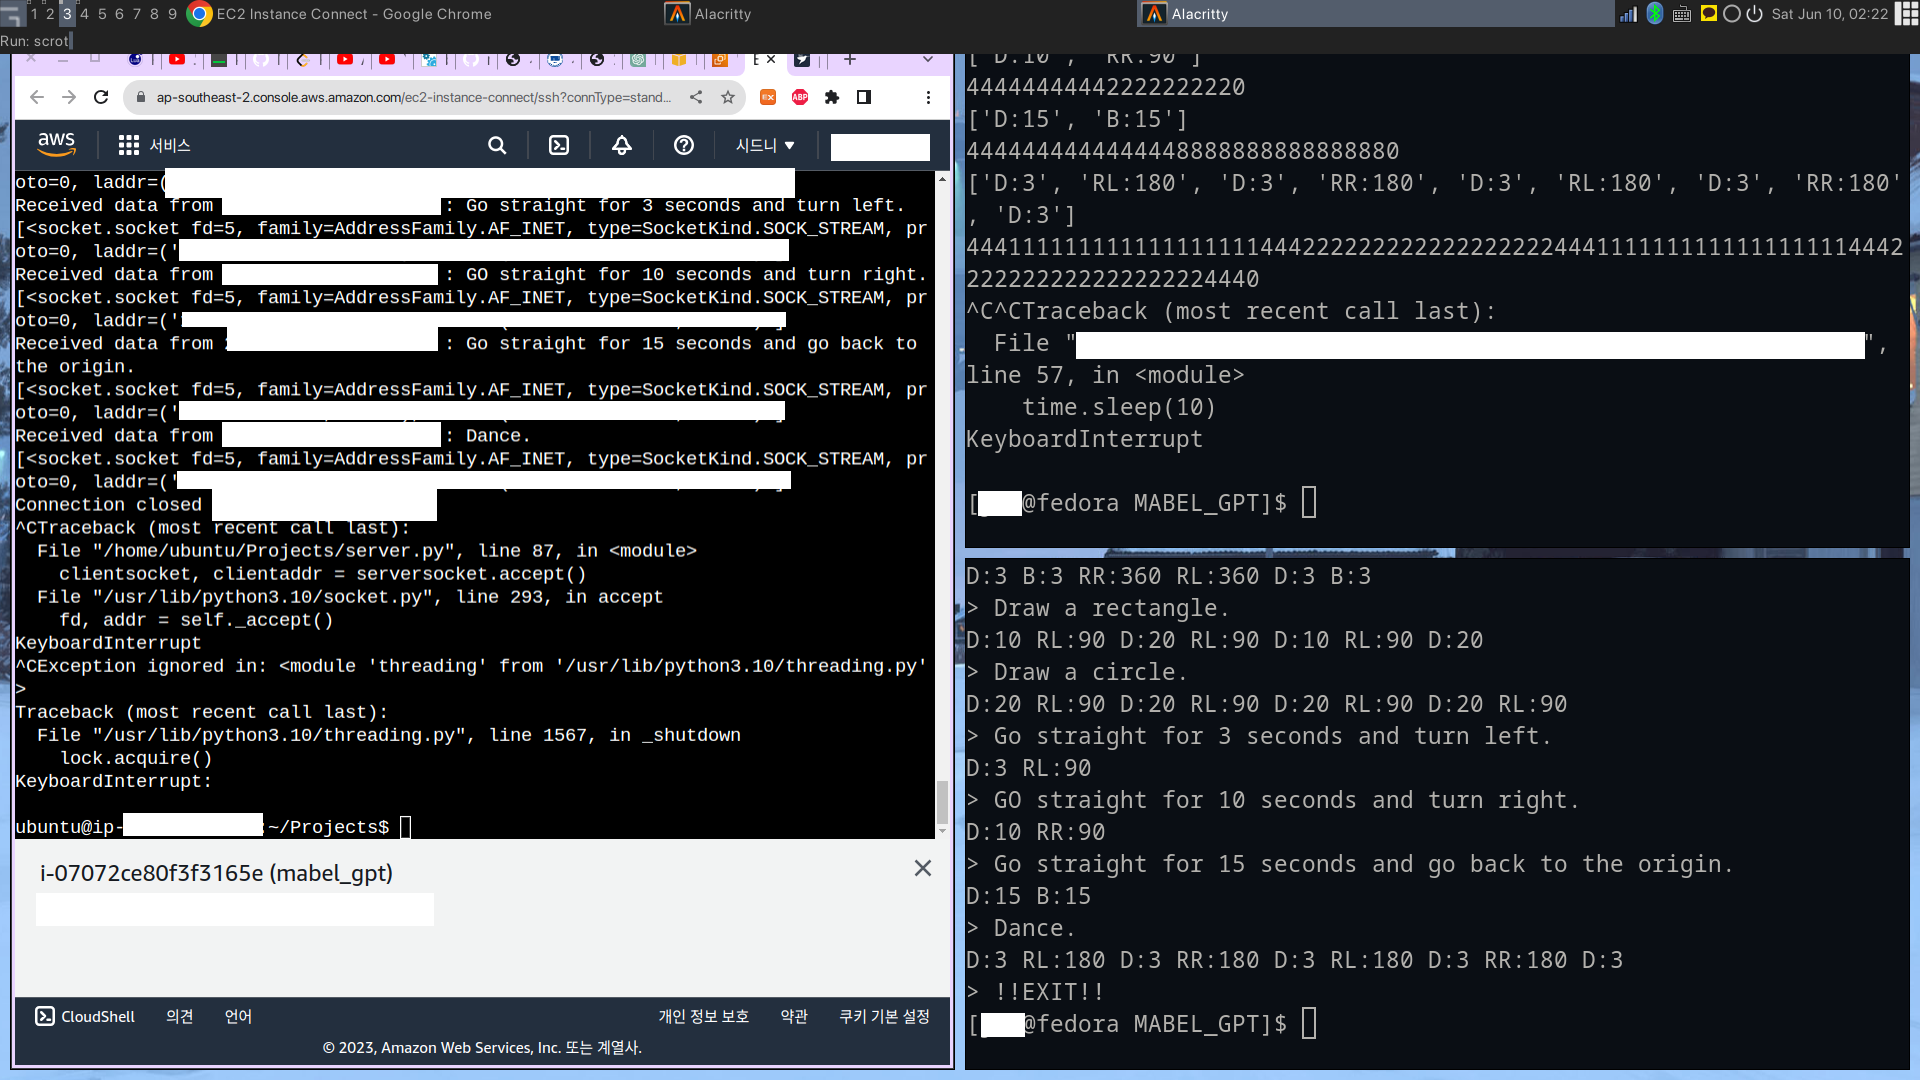 1 2 3 4 5 6 7 8 9 EC2 Instance Connect - Google Chrome
Alacritty
Alacritty
Sat Jun 10, 02:22
Run: scrot
ap-southeast-2.console.aws.amazon.com/ec2-instance-connect/ssh?connType=stand...
ABP
aws
서비스
시드니
oto=0, laddr=(
Received data from : Go straight for 3 seconds and turn left.
[<socket.socket fd=5, family=AddressFamily.AF_INET, type=SocketKind.SOCK_STREAM, pr
oto=0, laddr=('
Received data from : GO straight for 10 seconds and turn right.
[<socket.socket fd=5, family=AddressFamily.AF_INET, type=SocketKind.SOCK_STREAM, pr
oto=0, laddr=('
Received data from : Go straight for 15 seconds and go back to
the origin.
[<socket.socket fd=5, family=AddressFamily.AF_INET, type=SocketKind.SOCK_STREAM, pr
oto=0, laddr=('
Received data from : Dance.
[<socket.socket fd=5, family=AddressFamily.AF_INET, type=SocketKind.SOCK_STREAM, pr
oto=0, laddr=('
Connection closed
^CTraceback (most recent call last):
File "/home/ubuntu/Projects/server.py", line 87, in <module>
clientsocket, clientaddr = serversocket.accept()
File "/usr/lib/python3.10/socket.py", line 293, in accept
fd, addr = self._accept()
KeyboardInterrupt
^CException ignored in: <module 'threading' from '/usr/lib/python3.10/threading.py'
>
Traceback (most recent call last):
File "/usr/lib/python3.10/threading.py", line 1567, in _shutdown
lock.acquire()
KeyboardInterrupt:
ubuntu@ip- :~/Projects$
i-07072ce80f3f3165e (mabel_gpt)
CloudShell 의견 언어 개인 정보 보호 약관 쿠키 기본 설정
© 2023, Amazon Web Services, Inc. 또는 계열사.
['D:10', 'RR:90']
44444444442222222220
['D:15', 'B:15']
4444444444444448888888888888880
['D:3', 'RL:180', 'D:3', 'RR:180', 'D:3', 'RL:180', 'D:3', 'RR:180'
, 'D:3']
4441111111111111111114442222222222222222224441111111111111111114442
222222222222222224440
^C^CTraceback (most recent call last):
File " ",
line 57, in <module>
time.sleep(10)
KeyboardInterrupt
[ @fedora MABEL_GPT]$
D:3 B:3 RR:360 RL:360 D:3 B:3
> Draw a rectangle.
D:10 RL:90 D:20 RL:90 D:10 RL:90 D:20
> Draw a circle.
D:20 RL:90 D:20 RL:90 D:20 RL:90 D:20 RL:90
> Go straight for 3 seconds and turn left.
D:3 RL:90
> GO straight for 10 seconds and turn right.
D:10 RR:90
> Go straight for 15 seconds and go back to the origin.
D:15 B:15
> Dance.
D:3 RL:180 D:3 RR:180 D:3 RL:180 D:3 RR:180 D:3
> !!EXIT!!
[ @fedora MABEL_GPT]$